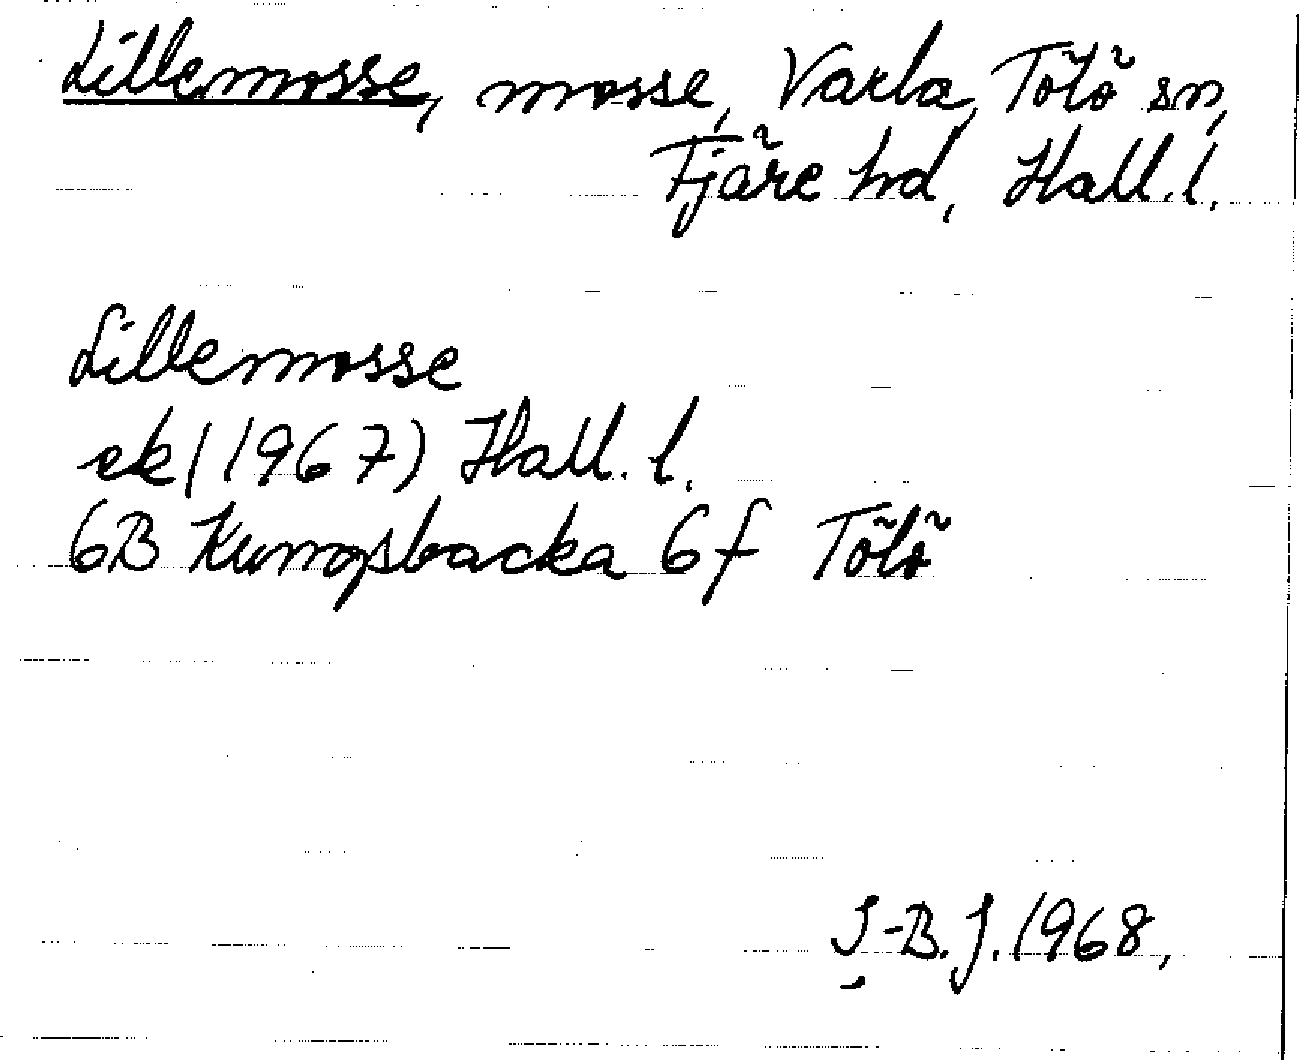 Lillemosse, mosse, Varla, Tölö sn,
Fjäre hd, Hall. l.
Lillemosse
ek (1967) Hall. l.
6B Kungsbacka 6f Tölö
I-B. J. 1968,